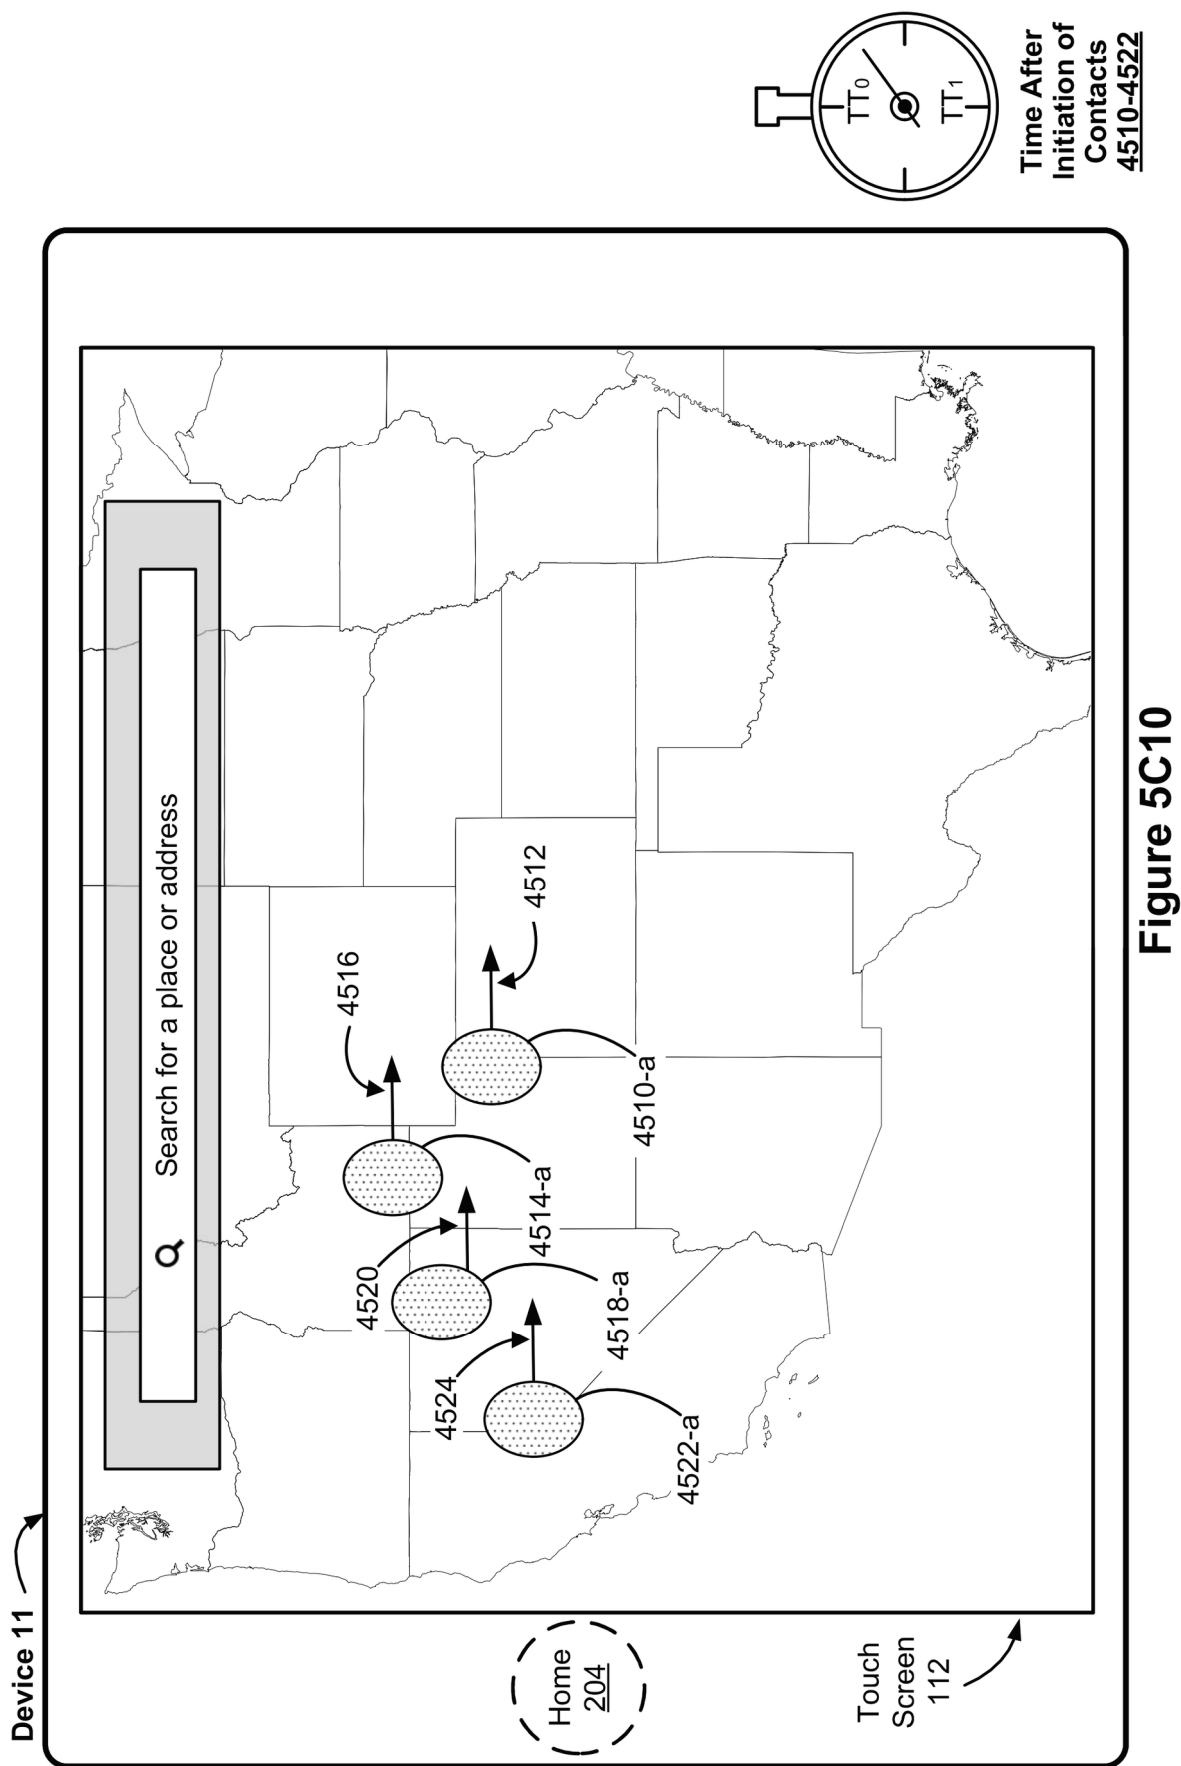 Device 11
Search for a place or address
4516
4512
4520
4524
4510-a
4514-a
4518-a
4522-a
Home
204
Touch
Screen
112
TT0
TT1
Time After
Initiation of
Contacts
4510-4522
Figure 5C10